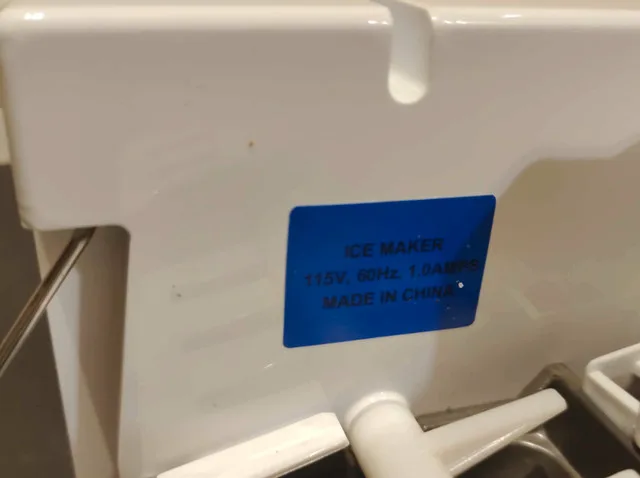 ICE MAKER
115V, 60Hz, 1.0AMPS
MADE IN CHINA